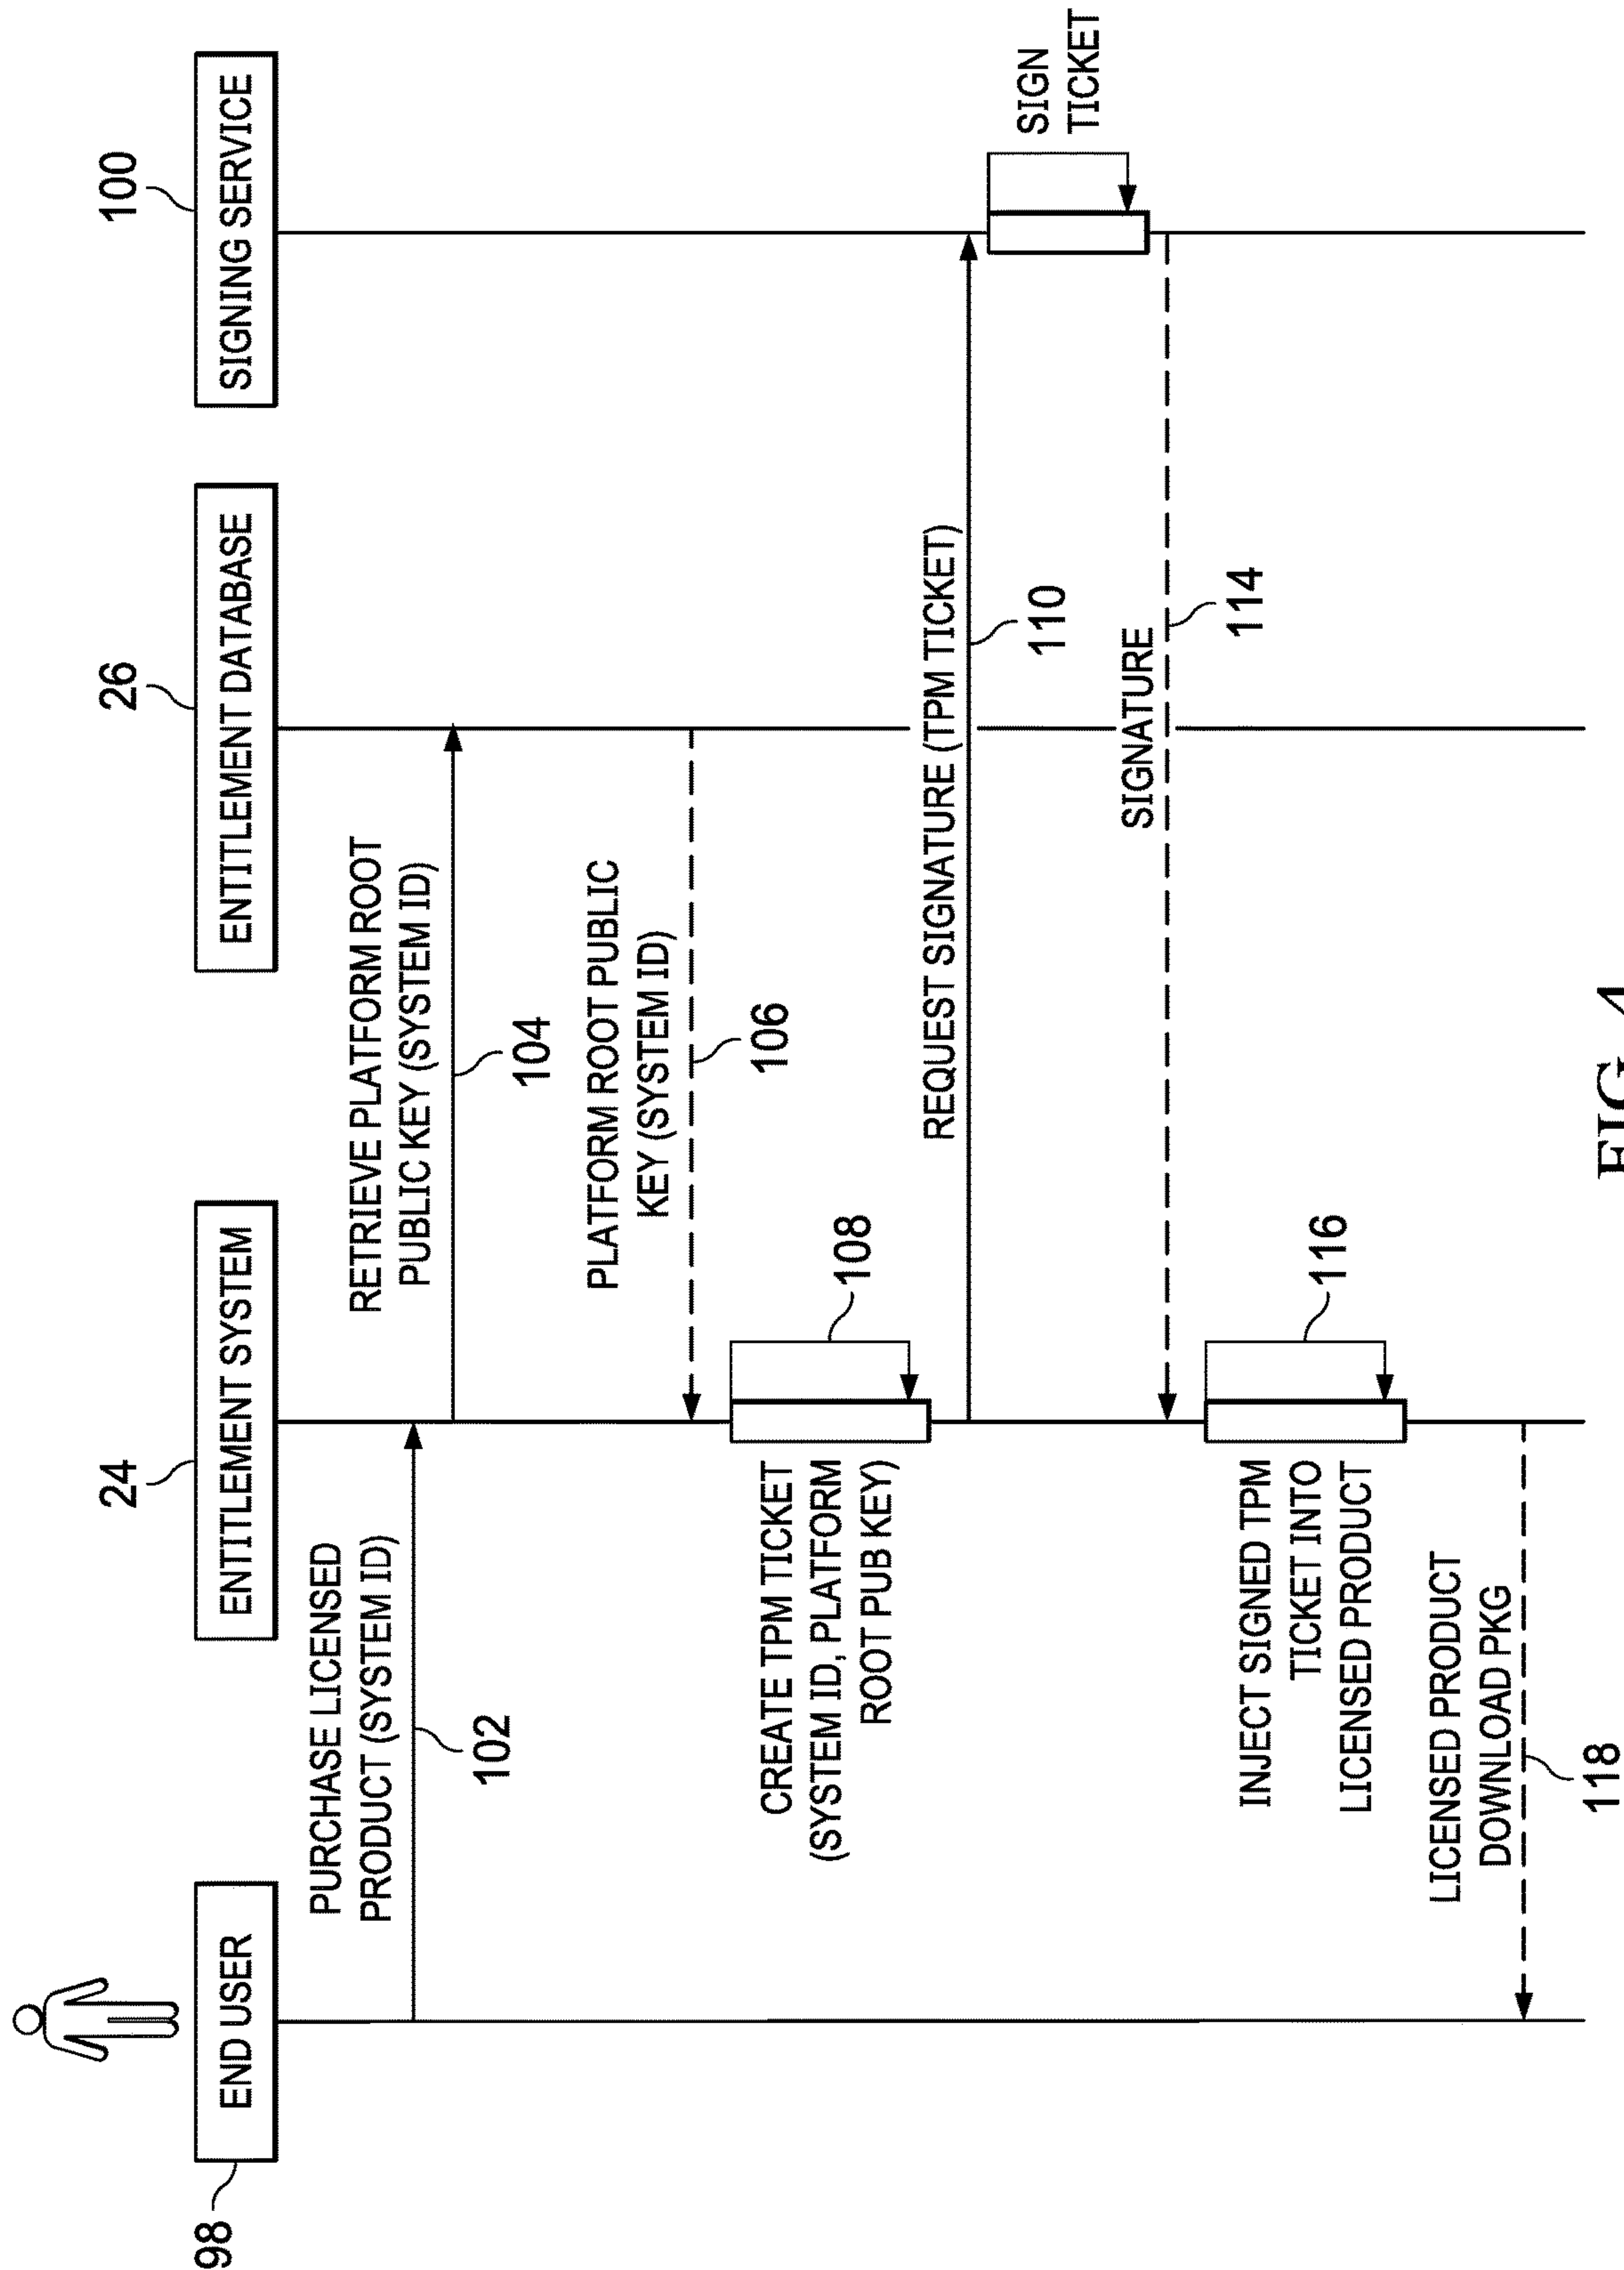 98
END USER
24
ENTITLEMENT SYSTEM
26
ENTITLEMENT DATABASE
100
SIGNING SERVICE
PURCHASE LICENSED
PRODUCT (SYSTEM ID)
102
RETRIEVE PLATFORM ROOT
PUBLIC KEY (SYSTEM ID)
104
PLATFORM ROOT PUBLIC
KEY (SYSTEM ID)
106
CREATE TPM TICKET
(SYSTEM ID, PLATFORM
ROOT PUB KEY)
108
REQUEST SIGNATURE (TPM TICKET)
110
SIGN
TICKET
SIGNATURE
114
INJECT SIGNED TPM
TICKET INTO
LICENSED PRODUCT
116
LICENSED PRODUCT
DOWNLOAD PKG
118
FIG. 4